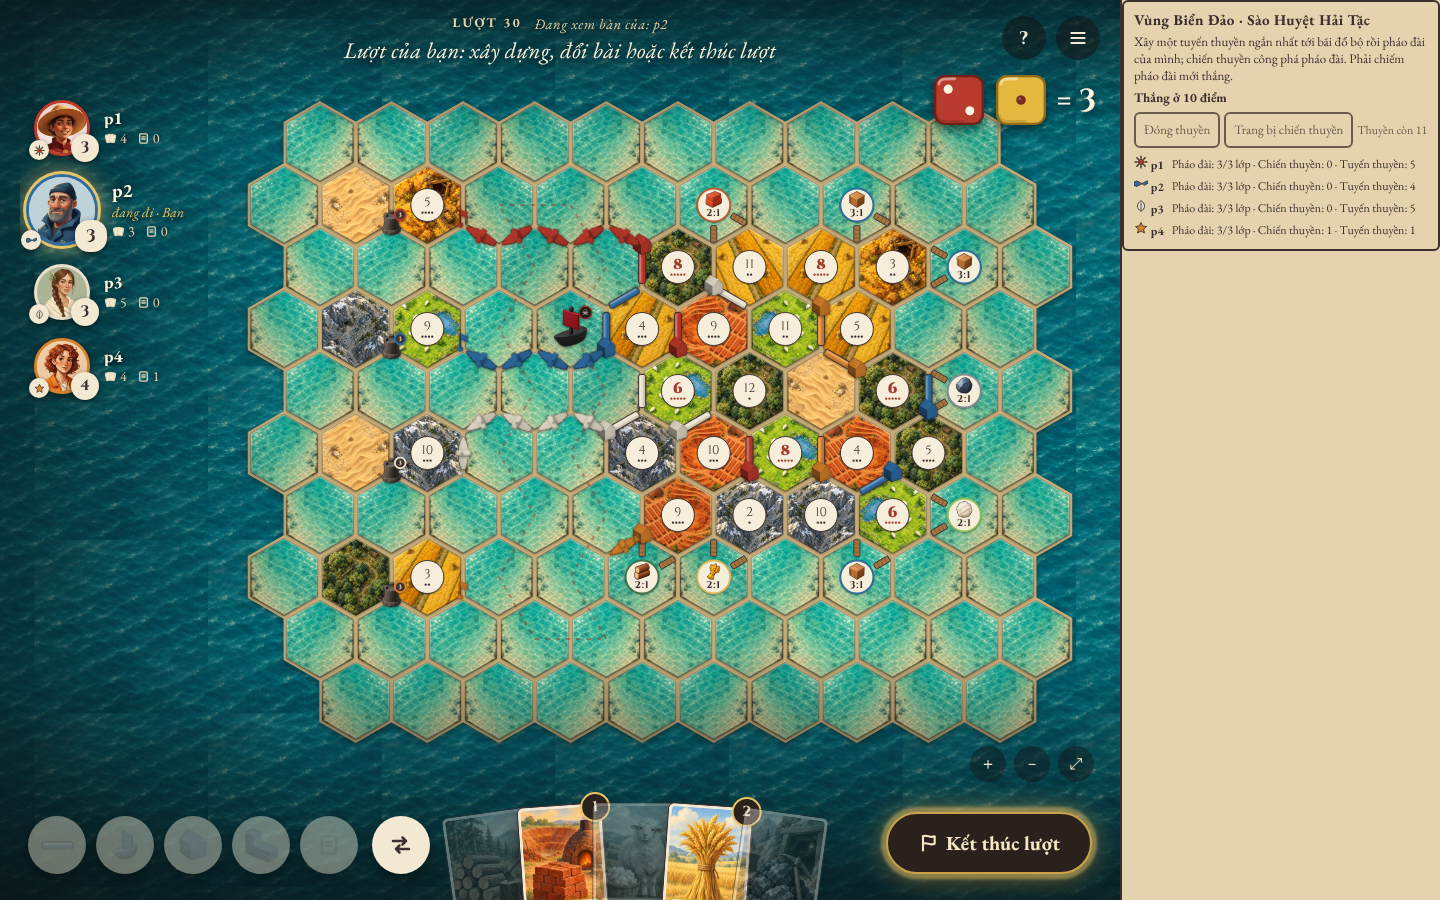 LƯỢT 30 Đang xem bàn của: p2
Lượt của bạn: xây dựng, đổi bài hoặc kết thúc lượt
?
= 3
p1
4 0
3
p2
đang đi · Bạn
3 0
3
p3
5 0
3
p4
4 1
4
5
2:1
3:1
8
11
8
3
3:1
9
4
9
11
5
6
12
6
2:1
10
4
10
8
4
5
9
2
10
6
2:1
3
2:1
2:1
3:1
+
−
1
2
Kết thúc lượt
Vùng Biển Đảo · Sào Huyệt Hải Tặc
Xây một tuyến thuyền ngắn nhất tới bãi đổ bộ rồi pháo đài
của mình; chiến thuyền công phá pháo đài. Phải chiếm
pháo đài mới thắng.
Thắng ở 10 điểm
Đóng thuyền
Trang bị chiến thuyền
Thuyền còn 11
p1 Pháo đài: 3/3 lớp · Chiến thuyền: 0 · Tuyến thuyền: 5
p2 Pháo đài: 3/3 lớp · Chiến thuyền: 0 · Tuyến thuyền: 4
p3 Pháo đài: 3/3 lớp · Chiến thuyền: 0 · Tuyến thuyền: 5
p4 Pháo đài: 3/3 lớp · Chiến thuyền: 1 · Tuyến thuyền: 1